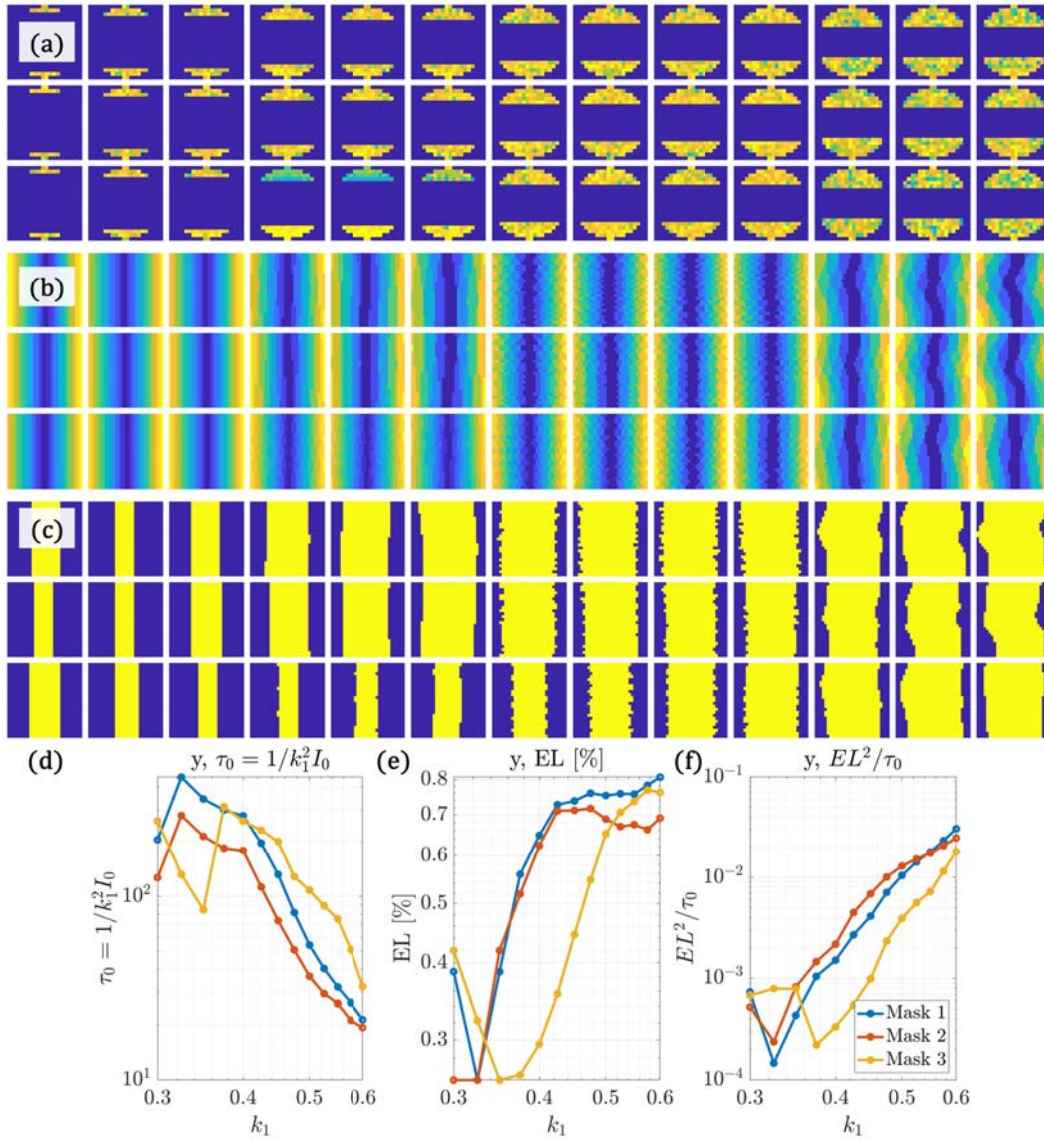 (a)
(b)
(c)
(d)
y, τ₀ = 1/k₁²I₀
(e)
y, EL [%]
(f)
y, EL²/τ₀
τ₀ = 1/k₁²I₀
10²
10¹
0.3
0.4
0.5
0.6
k₁
EL [%]
0.8
0.7
0.6
0.5
0.4
0.3
0.3
0.4
0.5
0.6
k₁
EL²/τ₀
10⁻¹
10⁻²
10⁻³
10⁻⁴
0.3
0.4
0.5
0.6
k₁
Mask 1
Mask 2
Mask 3